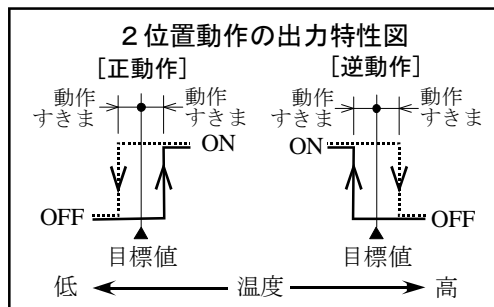 ２位置動作の出力特性図
[正動作] [逆動作]
動作 動作 動作 動作
すきま すきま すきま すきま
ON ON
OFF OFF
目標値 目標値
低 温度 高